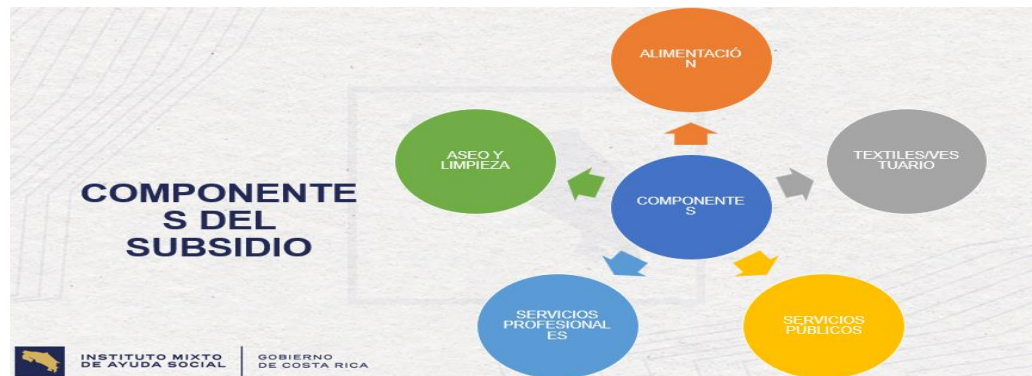 COMPONENTE
S DEL
SUBSIDIO
ALIMENTACIÓ
N
ASEO Y
LIMPIEZA
TEXTILES/VES
TUARIO
COMPONENTE
S
SERVICIOS
PROFESIONAL
ES
SERVICIOS
PÚBLICOS
INSTITUTO MIXTO
DE AYUDA SOCIAL
GOBIERNO
DE COSTA RICA